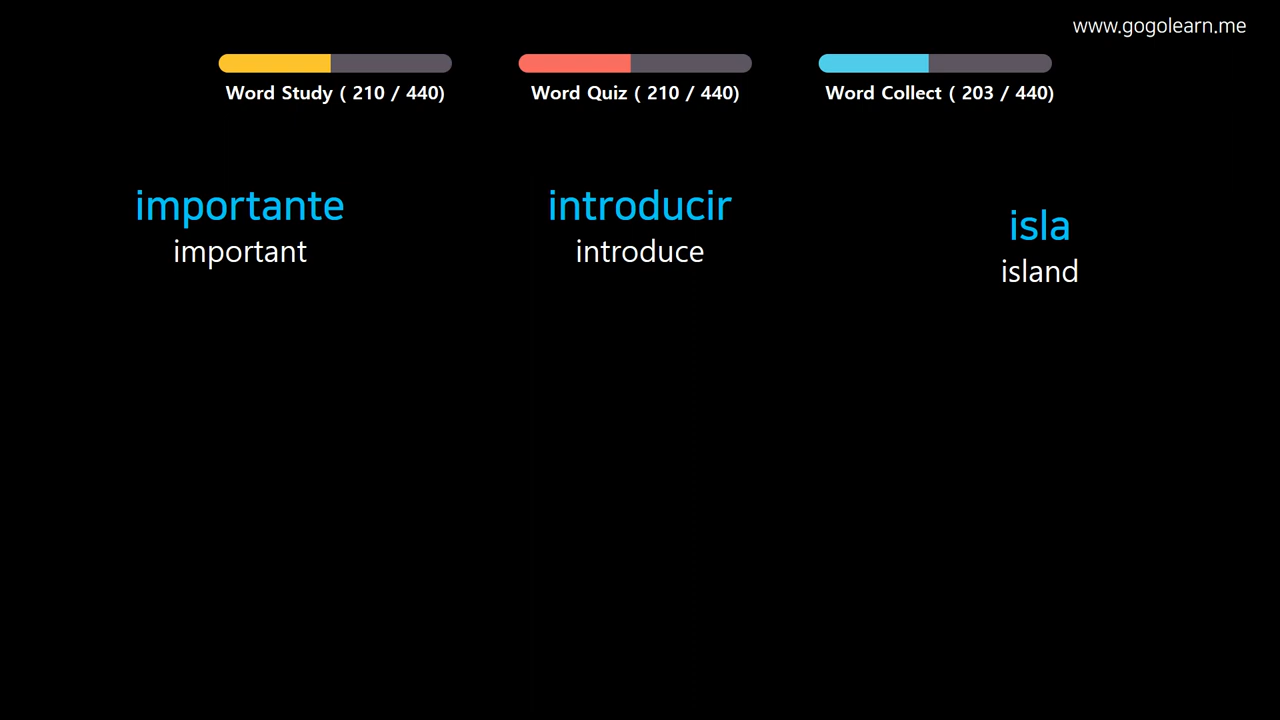 www.gogolearn.me
Word Study ( 210 / 440)
Word Quiz ( 210 / 440)
Word Collect ( 203 / 440)
importante
important
introducir
introduce
isla
island